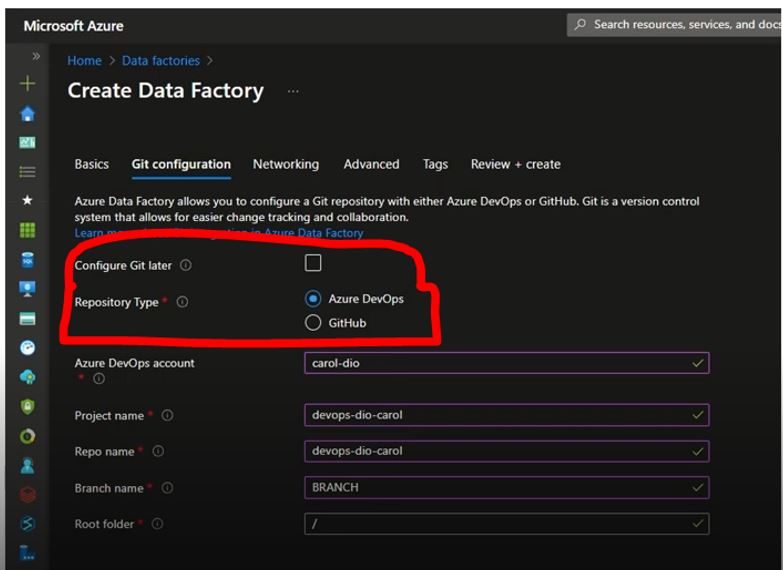 Microsoft Azure
Search resources, services, and docs
Home > Data factories >
Create Data Factory ...
Basics Git configuration Networking Advanced Tags Review + create
Azure Data Factory allows you to configure a Git repository with either Azure DevOps or GitHub. Git is a version control
system that allows for easier change tracking and collaboration.
Learn in Azure Data Factory
Configure Git later
Repository Type * Azure DevOps
GitHub
Azure DevOps account carol-dio
*
Project name * devops-dio-carol
Repo name * devops-dio-carol
Branch name * BRANCH
Root folder * /
SQL